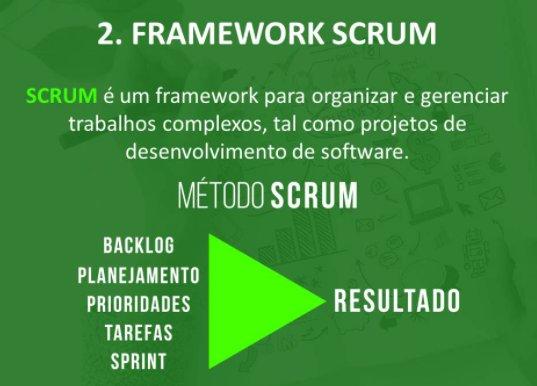 2. FRAMEWORK SCRUM
SCRUM é um framework para organizar e gerenciar
trabalhos complexos, tal como projetos de
desenvolvimento de software.
MÉTODO SCRUM
BACKLOG
PLANEJAMENTO
PRIORIDADES
TAREFAS
SPRINT
RESULTADO